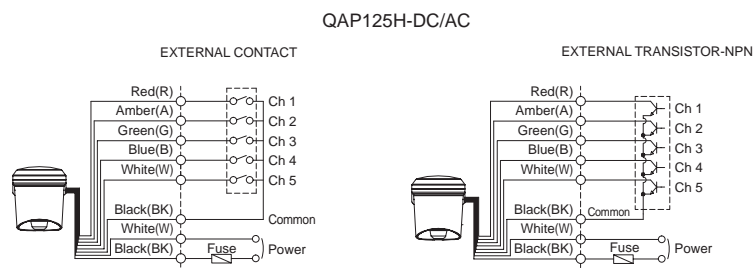 QAP125H-DC/AC
EXTERNAL CONTACT
Red(R)
Amber(A)
Green(G)
Blue(B)
White(W)
Black(BK)
White(W)
Black(BK)
Ch 1
Ch 2
Ch 3
Ch 4
Ch 5
Common
Fuse
Power
EXTERNAL TRANSISTOR-NPN
Red(R)
Amber(A)
Green(G)
Blue(B)
White(W)
Black(BK)
White(W)
Black(BK)
Ch 1
Ch 2
Ch 3
Ch 4
Ch 5
Common
Fuse
Power